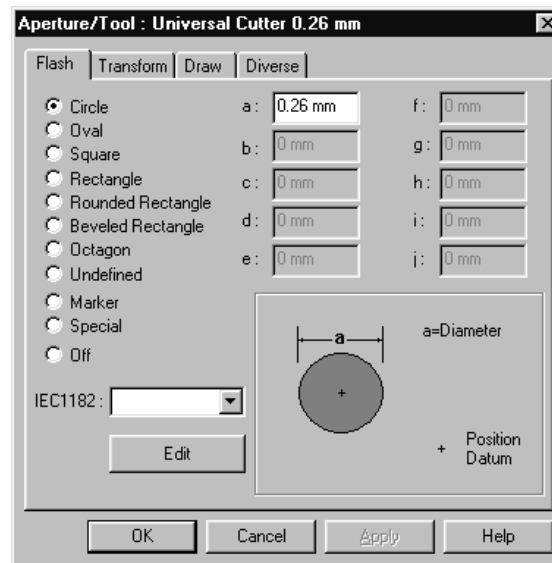 Aperture/Tool : Universal Cutter 0.26 mm
Flash Transform Draw Diverse
Circle
Oval
Square
Rectangle
Rounded Rectangle
Beveled Rectangle
Octagon
Undefined
Marker
Special
Off
a : 0.26 mm
b : 0 mm
c : 0 mm
d : 0 mm
e : 0 mm
f : 0 mm
g : 0 mm
h : 0 mm
i : 0 mm
j : 0 mm
IEC1182 :
Edit
a
a=Diameter
+ Position
Datum
OK Cancel Apply Help